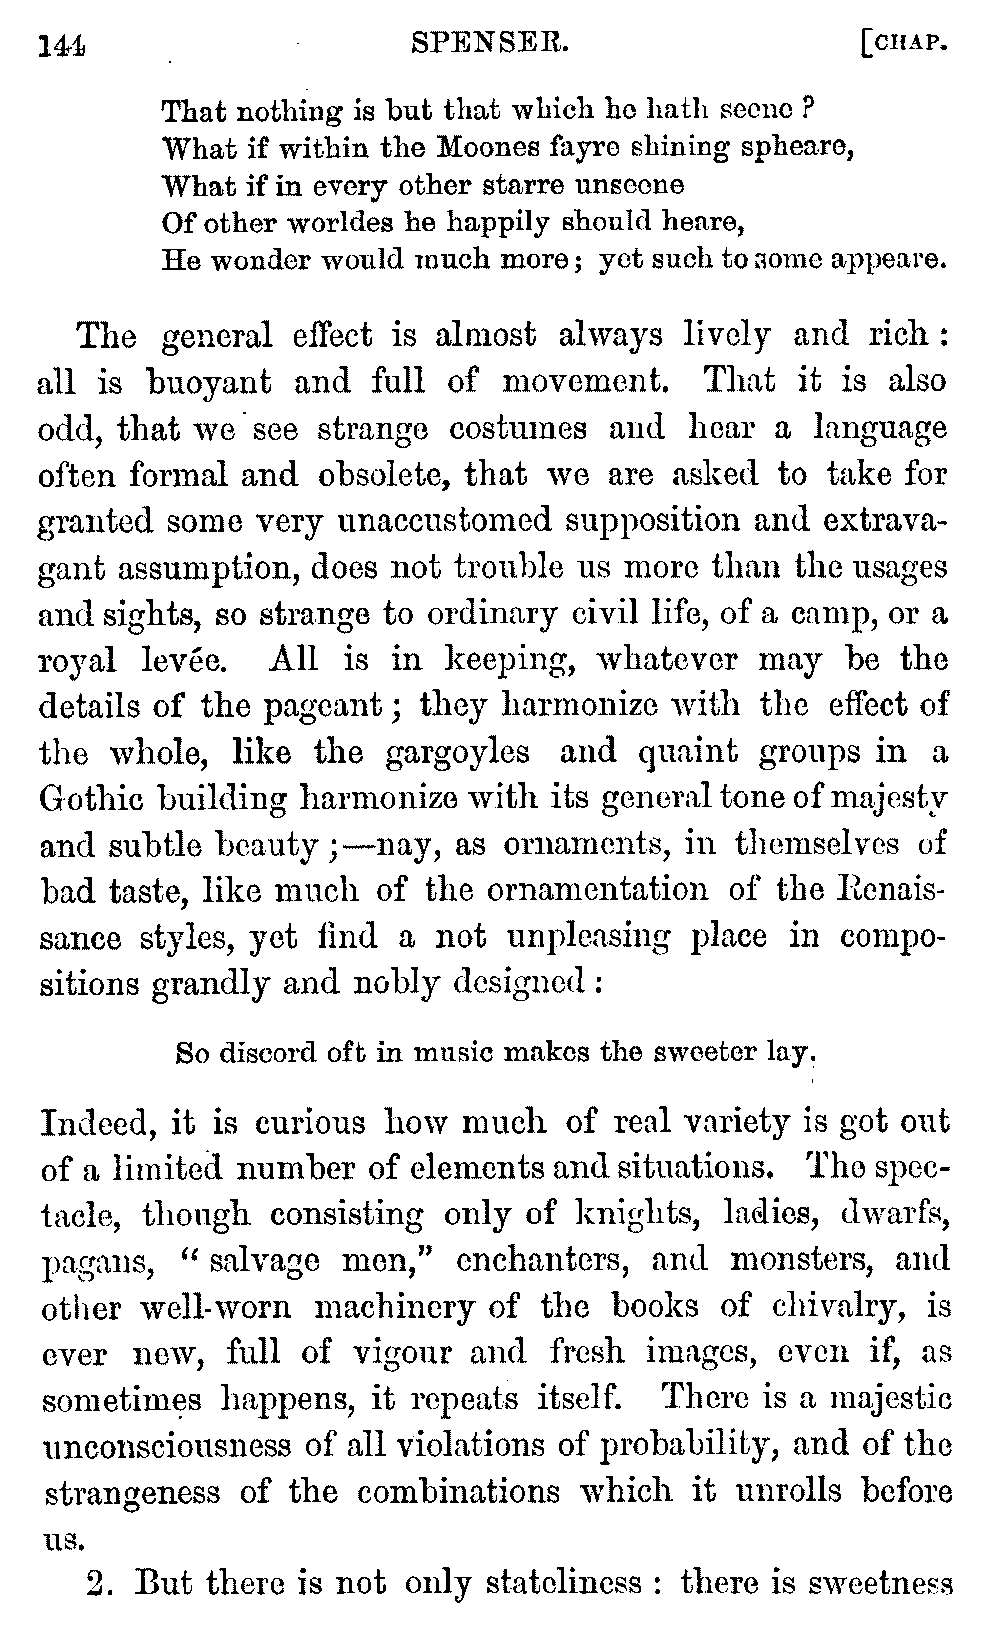 144 SPENSER. [CHAP.
That nothing is but that which he hath seene ?
What if within the Moones fayre shining spheare,
What if in every other starre unseene
Of other worldes he happily should heare,
He wonder would much more; yet such to some appeare.
The general effect is almost always lively and rich :
all is buoyant and full of movement. That it is also
odd, that we see strange costumes and hear a language
often formal and obsolete, that we are asked to take for
granted some very unaccustomed supposition and extrava-
gant assumption, does not trouble us more than the usages
and sights, so strange to ordinary civil life, of a camp, or a
royal levée. All is in keeping, whatever may be the
details of the pageant ; they harmonize with the effect of
the whole, like the gargoyles and quaint groups in a
Gothic building harmonize with its general tone of majesty
and subtle beauty ;—nay, as ornaments, in themselves of
bad taste, like much of the ornamentation of the Renais-
sance styles, yet find a not unpleasing place in compo-
sitions grandly and nobly designed :
So discord oft in music makes the sweeter lay.
Indeed, it is curious how much of real variety is got out
of a limited number of elements and situations. The spec-
tacle, though consisting only of knights, ladies, dwarfs,
pagans, “ salvage men,” enchanters, and monsters, and
other well-worn machinery of the books of chivalry, is
ever new, full of vigour and fresh images, even if, as
sometimes happens, it repeats itself. There is a majestic
unconsciousness of all violations of probability, and of the
strangeness of the combinations which it unrolls before
us.
2. But there is not only stateliness : there is sweetness